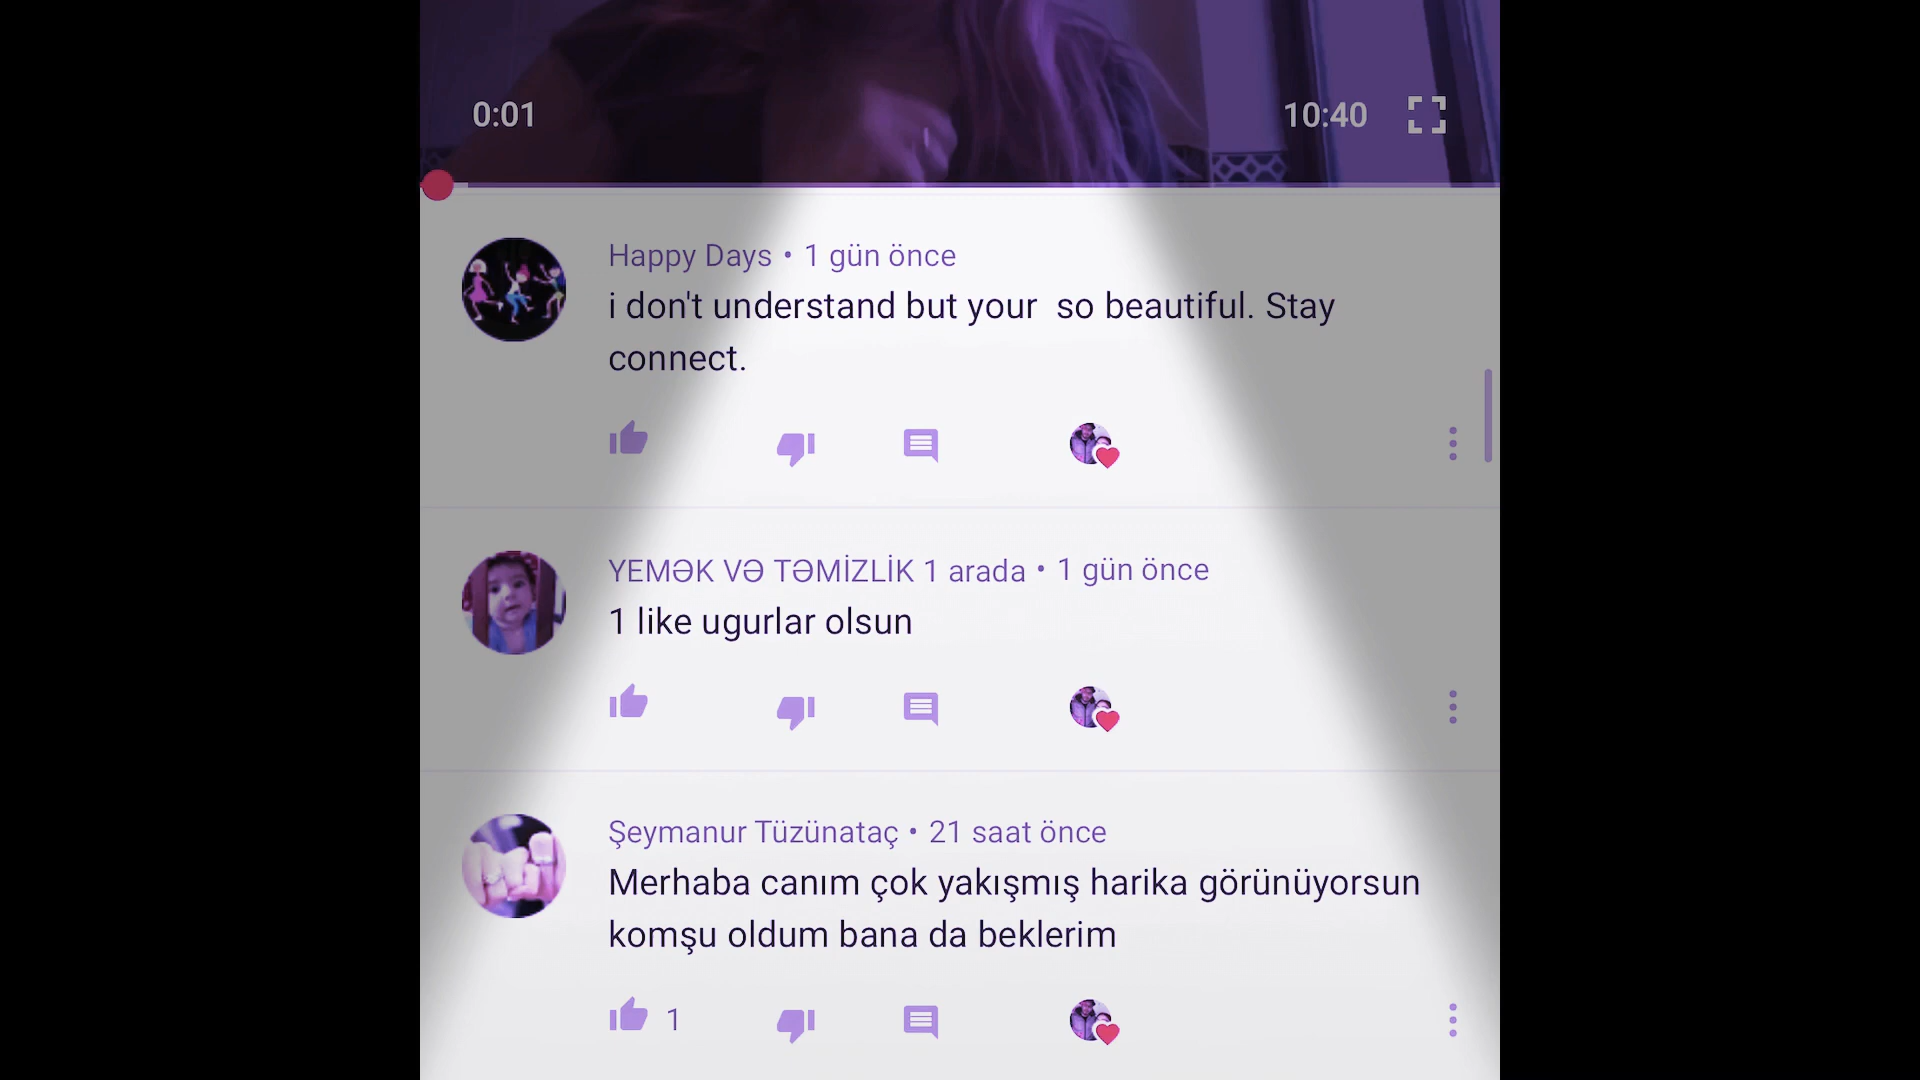 0:01 10:40
Happy Days • 1 gün önce
i don't understand but your  so beautiful. Stay
connect.
YEMƏK VƏ TƏMİZLİK 1 arada • 1 gün önce
1 like ugurlar olsun
Şeymanur Tüzünataç • 21 saat önce
Merhaba canım çok yakışmış harika görünüyorsun
komşu oldum bana da beklerim
1